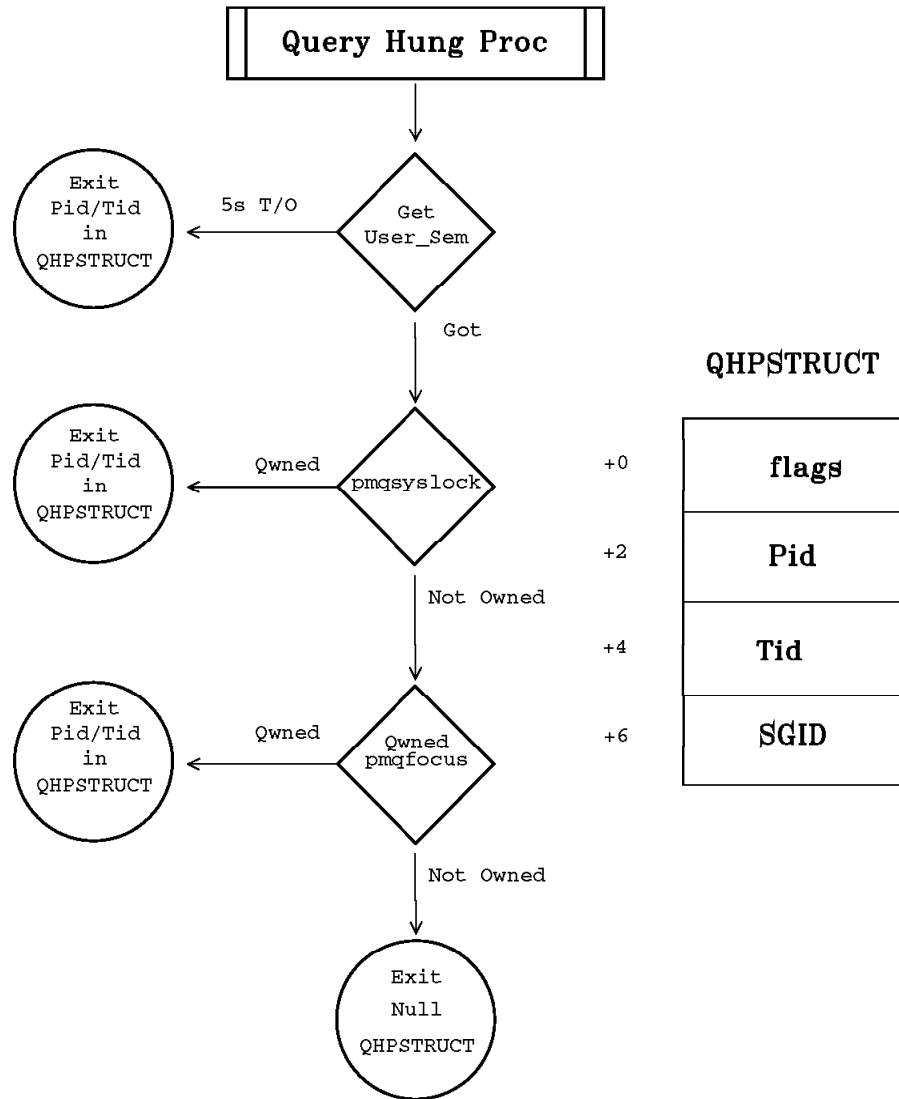 Query Hung Proc
Exit
Pid/Tid
in
QHPSTRUCT
5s T/O
Get
User_Sem
Got
Exit
Pid/Tid
in
QHPSTRUCT
Qwned
pmqsyslock
Not Owned
Exit
Pid/Tid
in
QHPSTRUCT
Qwned
Qwned
pmqfocus
Not Owned
Exit
Null
QHPSTRUCT
QHPSTRUCT
+0 flags
+2 Pid
+4 Tid
+6 SGID